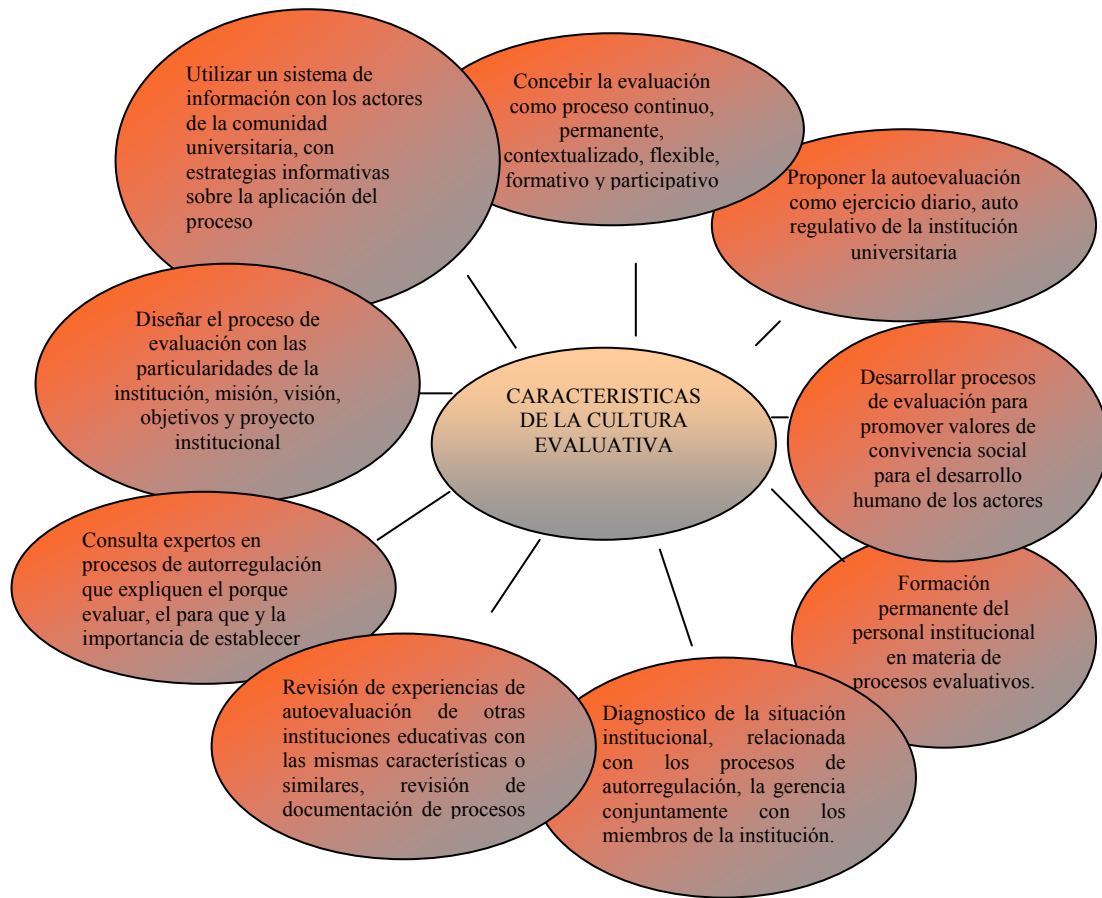 Utilizar un sistema de
información con los actores
de la comunidad
universitaria, con
estrategias informativas
sobre la aplicación del
proceso
Concebir la evaluación
como proceso continuo,
permanente,
contextualizado, flexible,
formativo y participativo
Proponer la autoevaluación
como ejercicio diario, auto
regulativo de la institución
universitaria
Diseñar el proceso de
evaluación con las
particularidades de la
institución, misión, visión,
objetivos y proyecto
institucional
CARACTERISTICAS
DE LA CULTURA
EVALUATIVA
Desarrollar procesos
de evaluación para
promover valores de
convivencia social
para el desarrollo
humano de los actores
Consulta expertos en
procesos de autorregulación
que expliquen el porque
evaluar, el para que y la
importancia de establecer
Formación
permanente del
personal institucional
en materia de
procesos evaluativos.
Revisión de experiencias de
autoevaluación de otras
instituciones educativas con
las mismas características o
similares, revisión de
documentación de procesos
Diagnostico de la situación
institucional, relacionada
con los procesos de
autorregulación, la gerencia
conjuntamente con los
miembros de la institución.